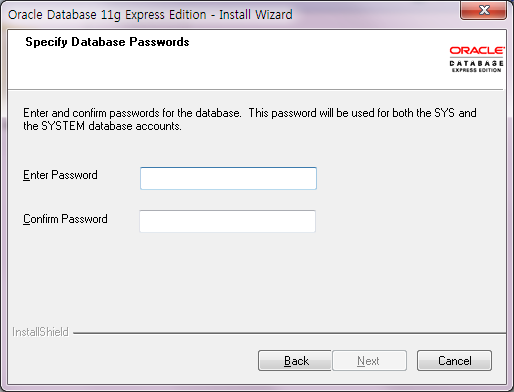 Oracle Database 11g Express Edition - Install Wizard
Specify Database Passwords
ORACLE
DATABASE
EXPRESS EDITION
Enter and confirm passwords for the database. This password will be used for both the SYS and
the SYSTEM database accounts.
Enter Password
Confirm Password
InstallShield
Back
Next
Cancel